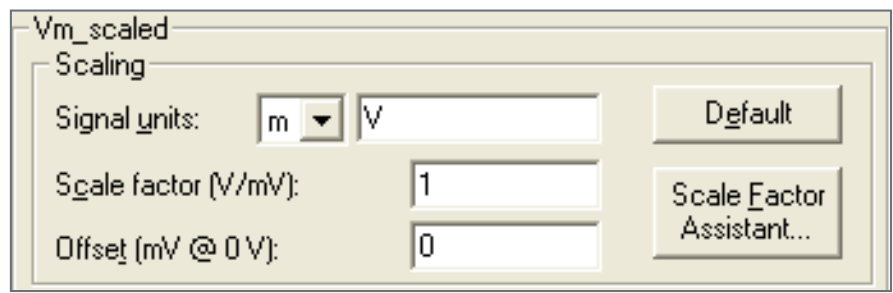 Vm_scaled
Scaling
Signal units: m V
Default
Scale factor (V/mV): 1
Scale Factor
Assistant...
Offset (mV @ 0 V): 0